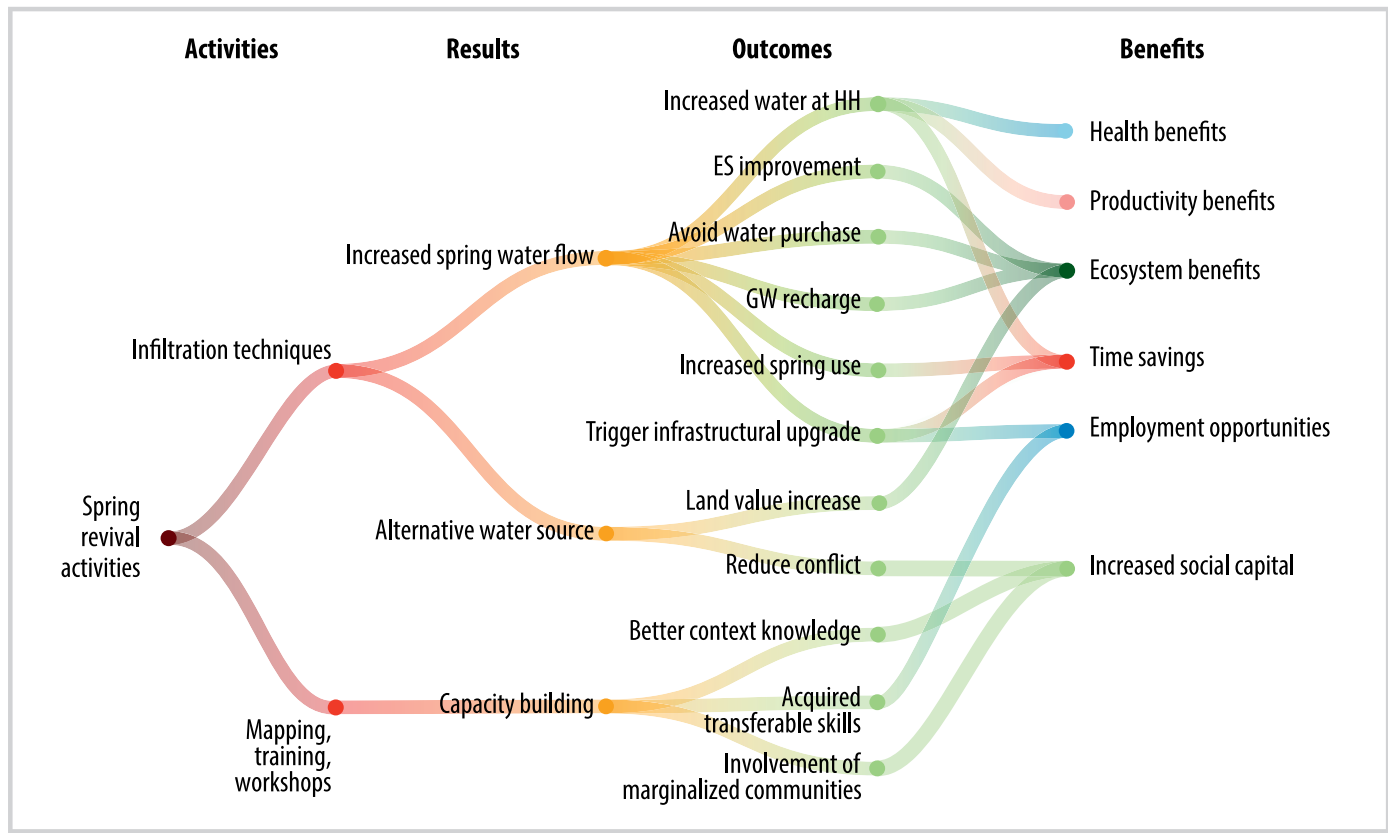 Activities
Results
Outcomes
Benefits
Spring
revival
activities
Infiltration techniques
Mapping,
training,
workshops
Increased spring water flow
Alternative water source
Capacity building
Increased water at HH
ES improvement
Avoid water purchase
GW recharge
Increased spring use
Trigger infrastructural upgrade
Land value increase
Reduce conflict
Better context knowledge
Acquired
transferable skills
Involvement of
marginalized communities
Health benefits
Productivity benefits
Ecosystem benefits
Time savings
Employment opportunities
Increased social capital